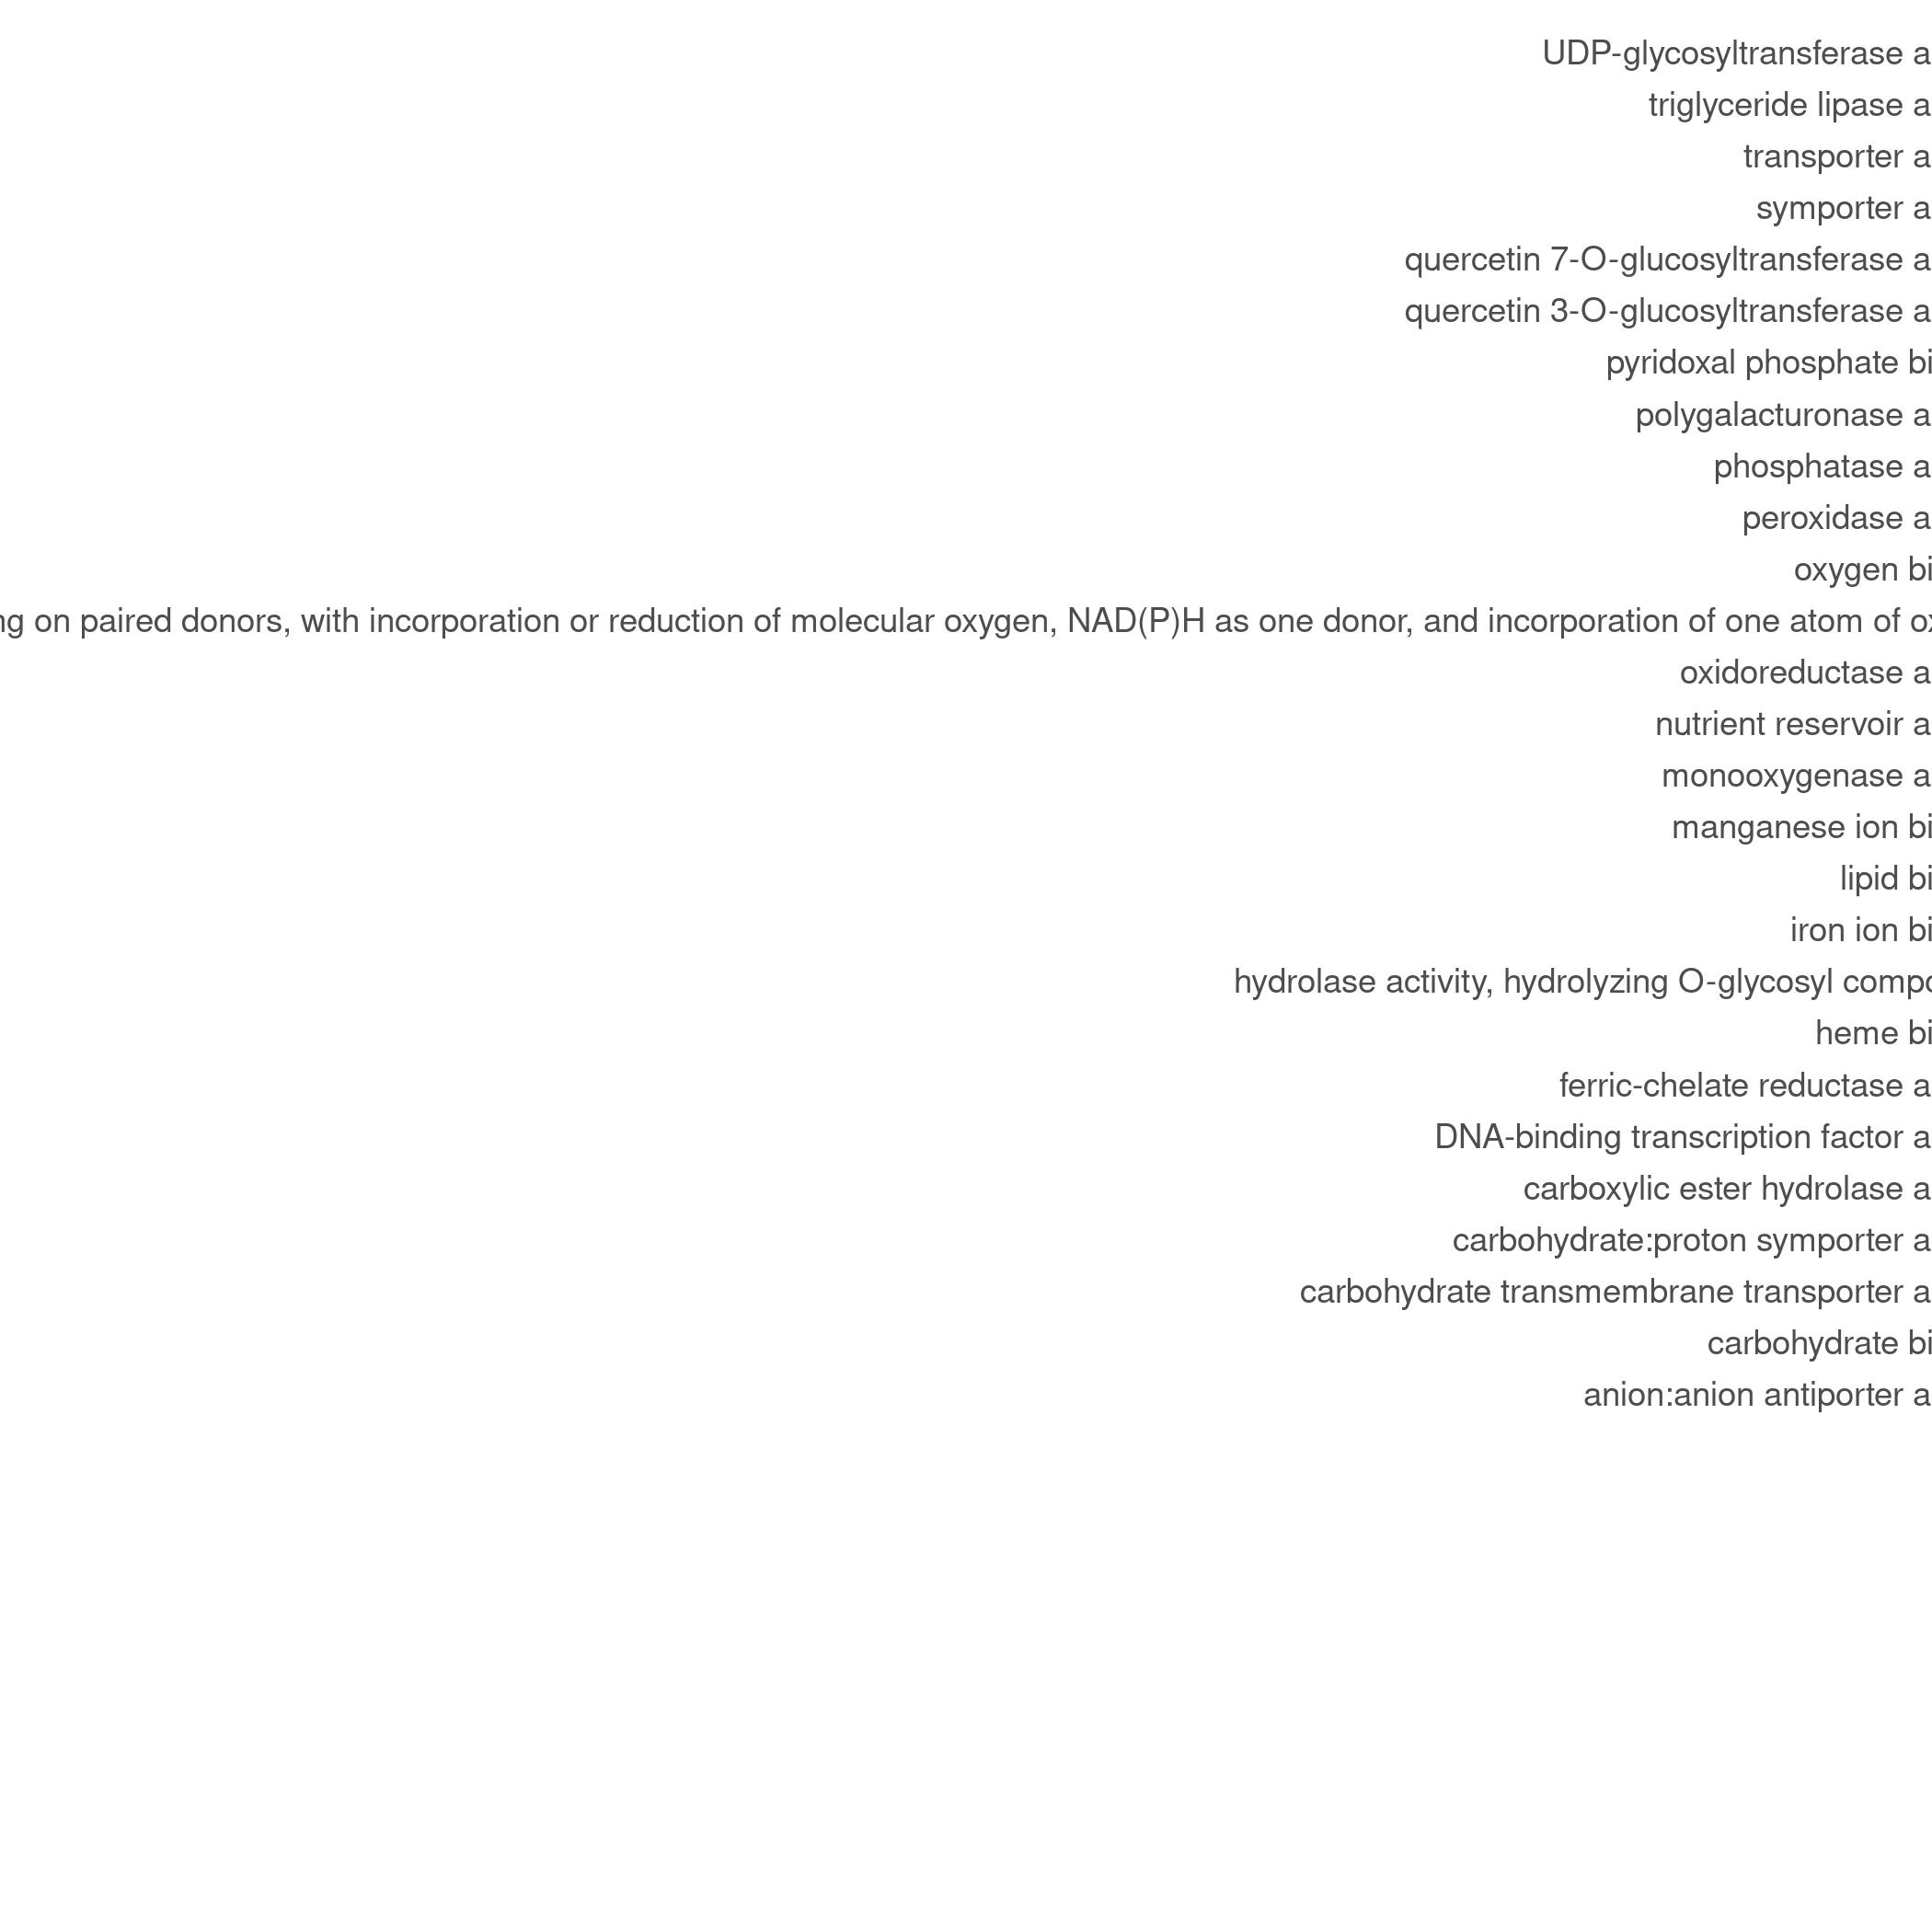 UDP-glycosyltransferase a
triglyceride lipase a
transporter a
symporter a
quercetin 7-O-glucosyltransferase a
quercetin 3-O-glucosyltransferase a
pyridoxal phosphate bi
polygalacturonase a
phosphatase a
peroxidase a
oxygen bi
ng on paired donors, with incorporation or reduction of molecular oxygen, NAD(P)H as one donor, and incorporation of one atom of ox
oxidoreductase a
nutrient reservoir a
monooxygenase a
manganese ion bi
lipid bi
iron ion bi
hydrolase activity, hydrolyzing O-glycosyl compo
heme bi
ferric-chelate reductase a
DNA-binding transcription factor a
carboxylic ester hydrolase a
carbohydrate:proton symporter a
carbohydrate transmembrane transporter a
carbohydrate bi
anion:anion antiporter a